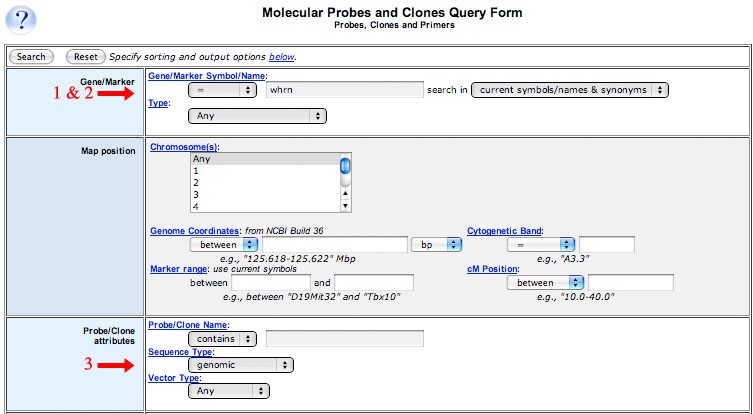 ?
Molecular Probes and Clones Query Form
Probes, Clones and Primers
Search Reset Specify sorting and output options below.
Gene/Marker
1 & 2
Gene/Marker Symbol/Name:
= whrn search in current symbols/names & synonyms
Type:
Any
Map position
Chromosome(s):
Any
1
2
3
4
Genome Coordinates: from NCBI Build 36
between bp
e.g., "125.618-125.622" Mbp
Cytogenetic Band:
=
e.g., "A3.3"
Marker range: use current symbols
between and
e.g., between "D19Mit32" and "Tbx10"
cM Position:
between
e.g., "10.0-40.0"
Probe/Clone
attributes
3
Probe/Clone Name:
contains
Sequence Type:
genomic
Vector Type:
Any